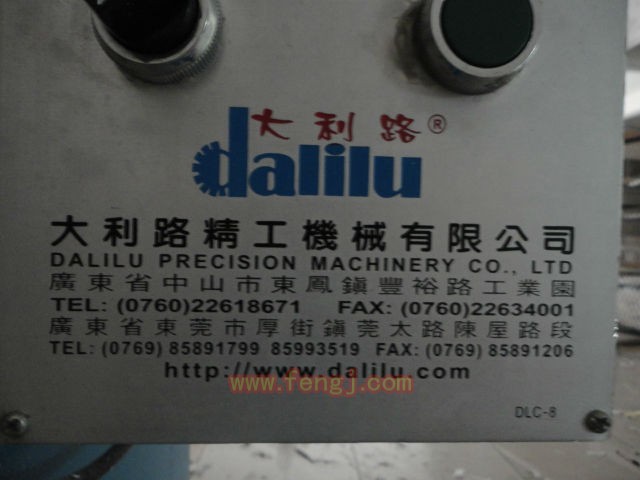 大利路®
dalilu
大利路精工機械有限公司
DALILU PRECISION MACHINERY CO., LTD
廣東省中山市東鳳鎮豐裕路工業園
TEL: (0760)22618671 FAX: (0760)22634001
廣東省東莞市厚街鎮莞太路陳屋路段
TEL: (0769) 85891799 85993519 FAX: (0769) 85891206
http://www.dalilu.com
www.fengj.com
DLC-8